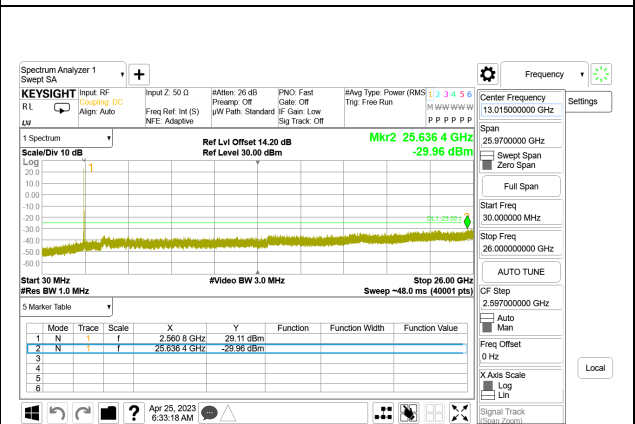 Spectrum Analyzer 1
Swept SA
+
Frequency
KEYSIGHT
RL
Input: RF
Coupling: DC
Align: Auto
Input Z: 50 Ω
Freq Ref: Int (S)
NFE: Adaptive
#Atten: 26 dB
Preamp: Off
µW Path: Standard
PNO: Fast
Gate: Off
IF Gain: Low
Sig Track: Off
#Avg Type: Power (RMS
Trig: Free Run
1 2 3 4 5 6
M W W W W W
P P P P P P
1 Spectrum
Scale/Div 10 dB
Ref Lvl Offset 14.20 dB
Ref Level 30.00 dBm
Mkr2 25.636 4 GHz
-29.96 dBm
Log
20.0
10.0
0.00
-10.0
-20.0
-30.0
-40.0
-50.0
-60.0
1
Start 30 MHz
#Res BW 1.0 MHz
#Video BW 3.0 MHz
Stop 26.00 GHz
Sweep ~48.0 ms (40001 pts)
5 Marker Table
Mode Trace Scale X Y Function Function Width Function Value
1 N 1 f 2.560 8 GHz 29.11 dBm
2 N 1 f 25.636 4 GHz -29.96 dBm
3
4
5
6
Center Frequency
13.015000000 GHz
Settings
Span
25.9700000 GHz
Swept Span
Zero Span
Full Span
Start Freq
30.000000 MHz
Stop Freq
26.000000000 GHz
AUTO TUNE
CF Step
2.597000000 GHz
Auto
Man
Freq Offset
0 Hz
X Axis Scale
Log
Lin
Local
Signal Track
(Span Zoom)
?
Apr 25, 2023
6:33:18 AM